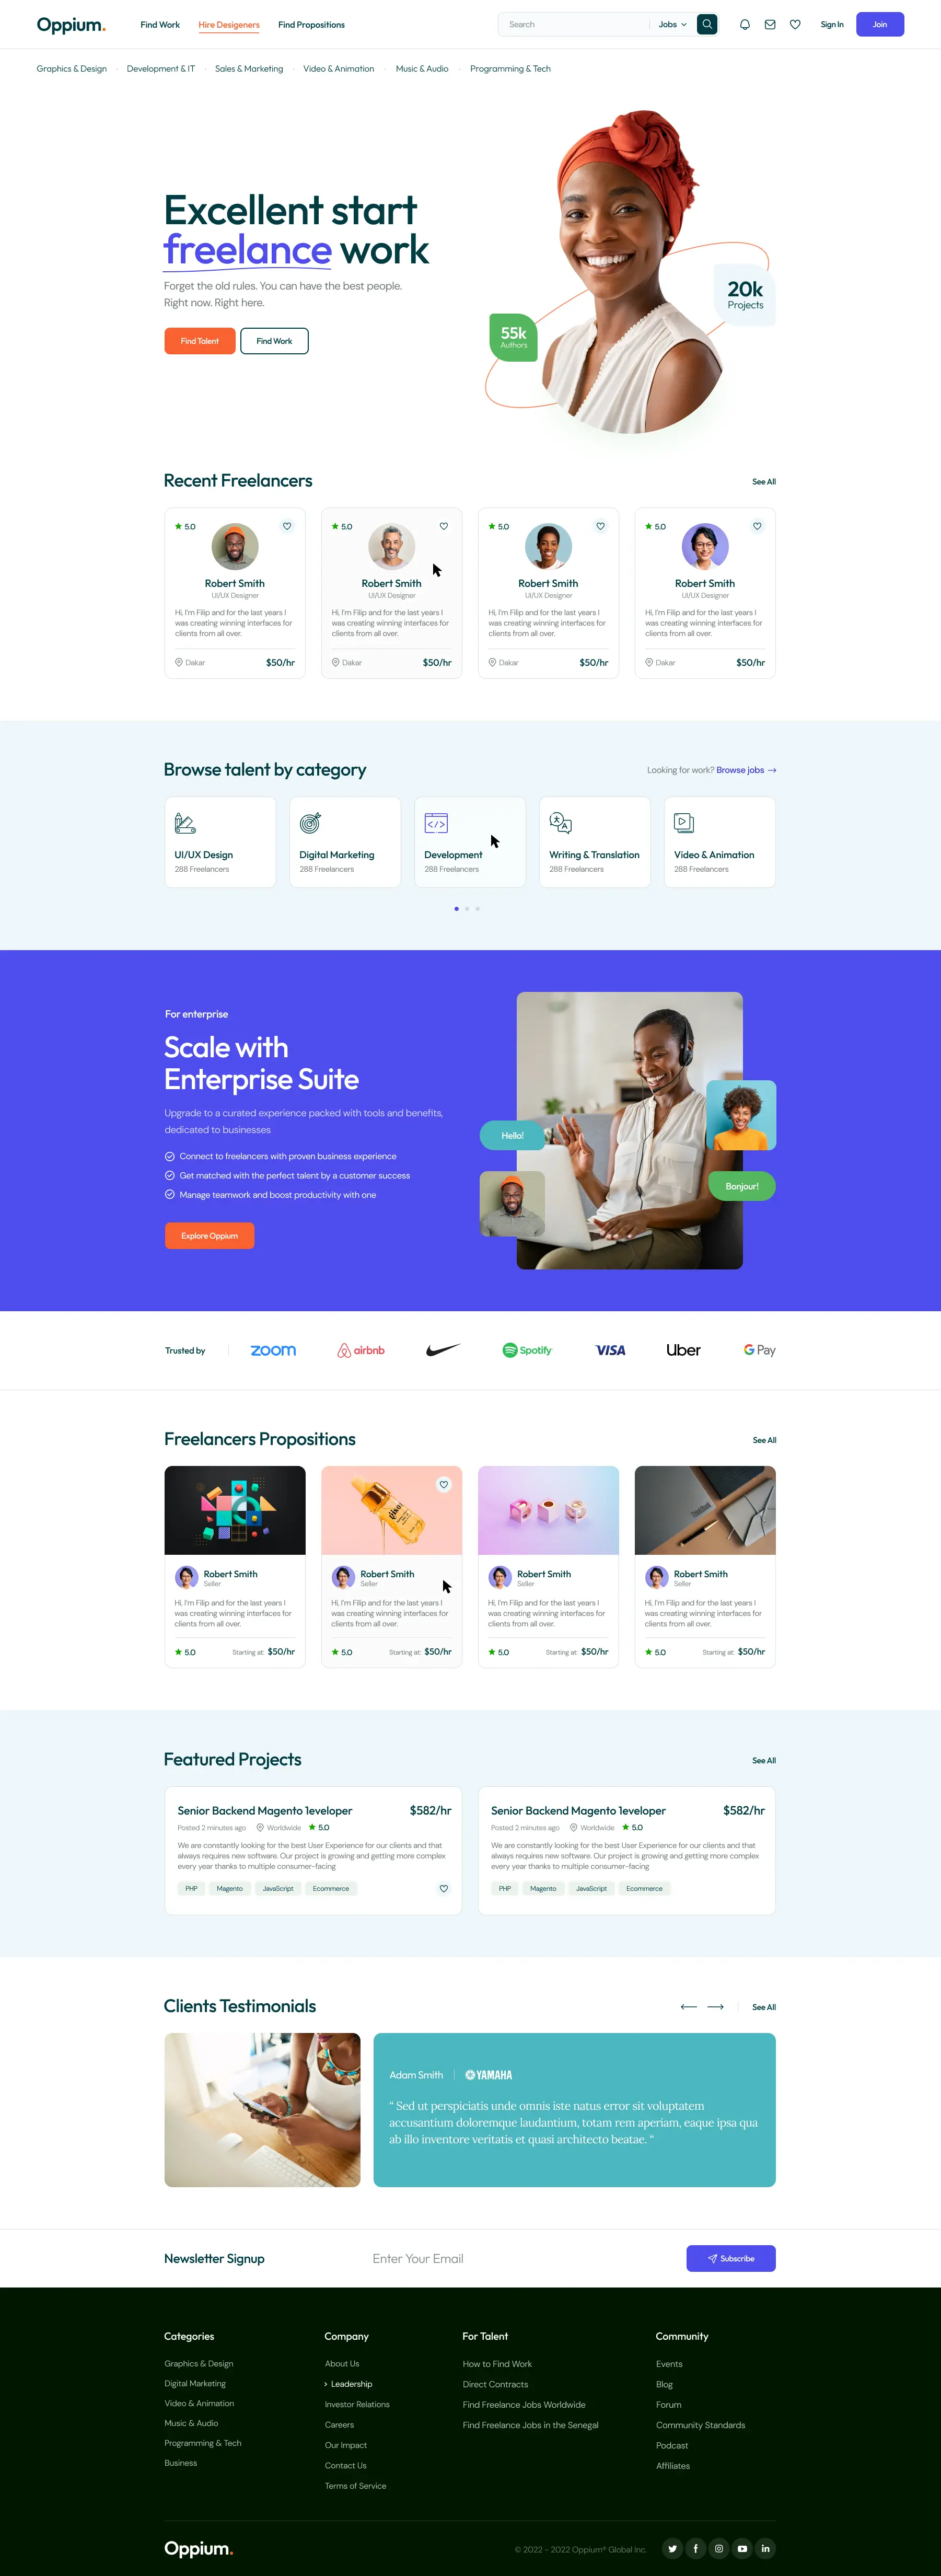 Oppium.
Find Work
Hire Desigeners
Find Propositions
Search
Jobs
Sign In
Join
Graphics & Design
Development & IT
Sales & Marketing
Video & Animation
Music & Audio
Programming & Tech
Excellent start
freelance work
Forget the old rules. You can have the best people.
Right now. Right here.
Find Talent
Find Work
20k
Projects
55k
Authors
Recent Freelancers
See All
5.0
Robert Smith
UI/UX Designer
Hi, I'm Filip and for the last years I
was creating winning interfaces for
clients from all over.
Dakar
$50/hr
5.0
Robert Smith
UI/UX Designer
Hi, I'm Filip and for the last years I
was creating winning interfaces for
clients from all over.
Dakar
$50/hr
5.0
Robert Smith
UI/UX Designer
Hi, I'm Filip and for the last years I
was creating winning interfaces for
clients from all over.
Dakar
$50/hr
5.0
Robert Smith
UI/UX Designer
Hi, I'm Filip and for the last years I
was creating winning interfaces for
clients from all over.
Dakar
$50/hr
Browse talent by category
Looking for work? Browse jobs
UI/UX Design
288 Freelancers
Digital Marketing
288 Freelancers
Development
288 Freelancers
Writing & Translation
288 Freelancers
Video & Animation
288 Freelancers
For enterprise
Scale with
Enterprise Suite
Upgrade to a curated experience packed with tools and benefits,
dedicated to businesses
Connect to freelancers with proven business experience
Get matched with the perfect talent by a customer success
Manage teamwork and boost productivity with one
Explore Oppium
Hello!
Bonjour!
Trusted by
zoom
airbnb
Spotify
VISA
Uber
G Pay
Freelancers Propositions
See All
Robert Smith
Seller
Hi, I'm Filip and for the last years I
was creating winning interfaces for
clients from all over.
5.0
Starting at: $50/hr
Robert Smith
Seller
Hi, I'm Filip and for the last years I
was creating winning interfaces for
clients from all over.
5.0
Starting at: $50/hr
Robert Smith
Seller
Hi, I'm Filip and for the last years I
was creating winning interfaces for
clients from all over.
5.0
Starting at: $50/hr
Robert Smith
Seller
Hi, I'm Filip and for the last years I
was creating winning interfaces for
clients from all over.
5.0
Starting at: $50/hr
Featured Projects
See All
Senior Backend Magento 1eveloper
$582/hr
Posted 2 minutes ago
Worldwide
5.0
We are constantly looking for the best User Experience for our clients and that
always requires new software. Our project is growing and getting more complex
every year thanks to multiple consumer-facing
PHP
Magento
JavaScript
Ecommerce
Senior Backend Magento 1eveloper
$582/hr
Posted 2 minutes ago
Worldwide
5.0
We are constantly looking for the best User Experience for our clients and that
always requires new software. Our project is growing and getting more complex
every year thanks to multiple consumer-facing
PHP
Magento
JavaScript
Ecommerce
Clients Testimonials
See All
Adam Smith
YAMAHA
“ Sed ut perspiciatis unde omnis iste natus error sit voluptatem
accusantium doloremque laudantium, totam rem aperiam, eaque ipsa qua
ab illo inventore veritatis et quasi architecto beatae. “
Newsletter Signup
Enter Your Email
Subscribe
Categories
Graphics & Design
Digital Marketing
Video & Animation
Music & Audio
Programming & Tech
Business
Company
About Us
Leadership
Investor Relations
Careers
Our Impact
Contact Us
Terms of Service
For Talent
How to Find Work
Direct Contracts
Find Freelance Jobs Worldwide
Find Freelance Jobs in the Senegal
Community
Events
Blog
Forum
Community Standards
Podcast
Affiliates
Oppium.
© 2022 - 2022 Oppium® Global Inc.